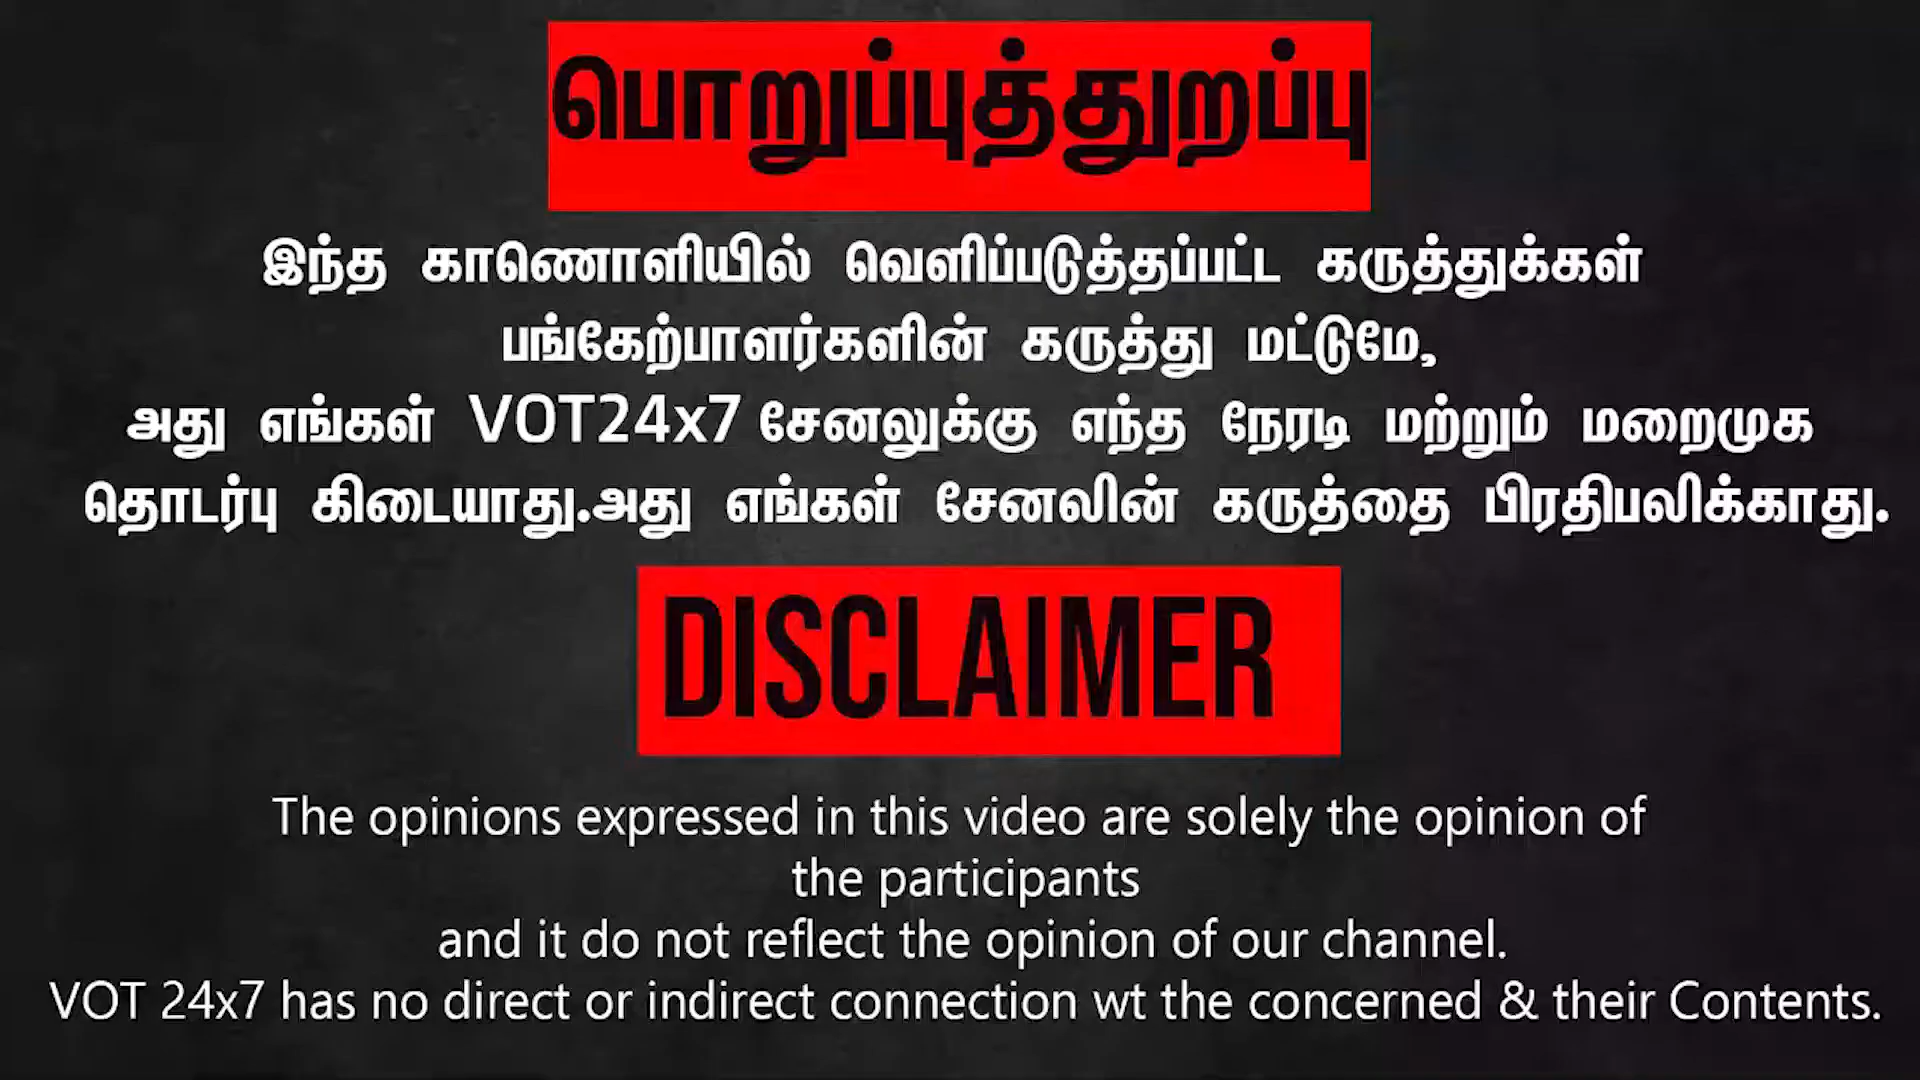 பொறுப்புத்துறப்பு
இந்த காணொளியில் வெளிப்படுத்தப்பட்ட கருத்துக்கள்
பங்கேற்பாளர்களின் கருத்து மட்டுமே,
அது எங்கள் VOT24x7 சேனலுக்கு எந்த நேரடி மற்றும் மறைமுக
தொடர்பு கிடையாது.அது எங்கள் சேனலின் கருத்தை பிரதிபலிக்காது.
DISCLAIMER
The opinions expressed in this video are solely the opinion of
the participants
and it do not reflect the opinion of our channel.
VOT 24x7 has no direct or indirect connection wt the concerned & their Contents.